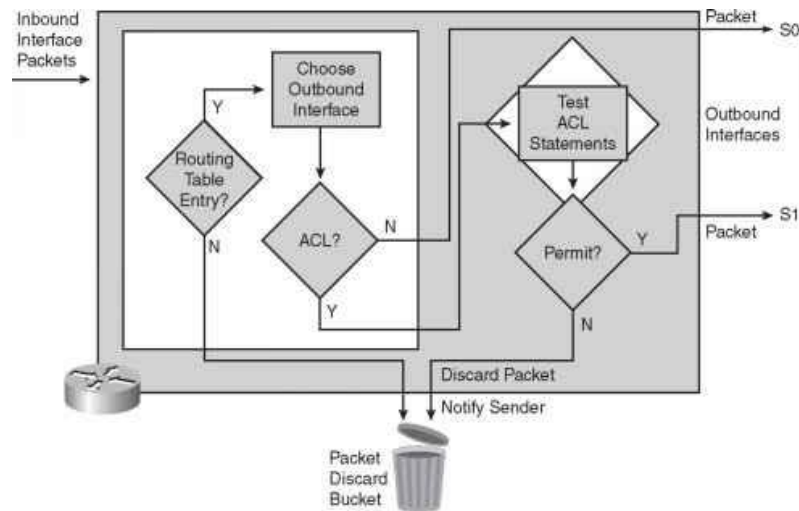 Inbound
Interface
Packets
Y
Choose
Outbound
Interface
Routing
Table
Entry?
N
ACL?
N
Y
Test
ACL
Statements
Permit?
Y
N
Packet
S0
Outbound
Interfaces
S1
Packet
Discard Packet
Notify Sender
Packet
Discard
Bucket